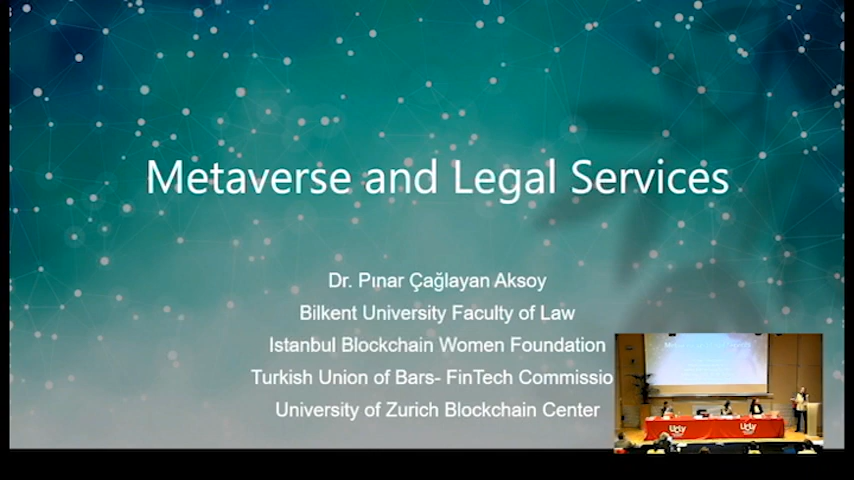 Metaverse and Legal Services
Dr. Pınar Çağlayan Aksoy
Bilkent University Faculty of Law
Istanbul Blockchain Women Foundation
Turkish Union of Bars- FinTech Commissio
University of Zurich Blockchain Center